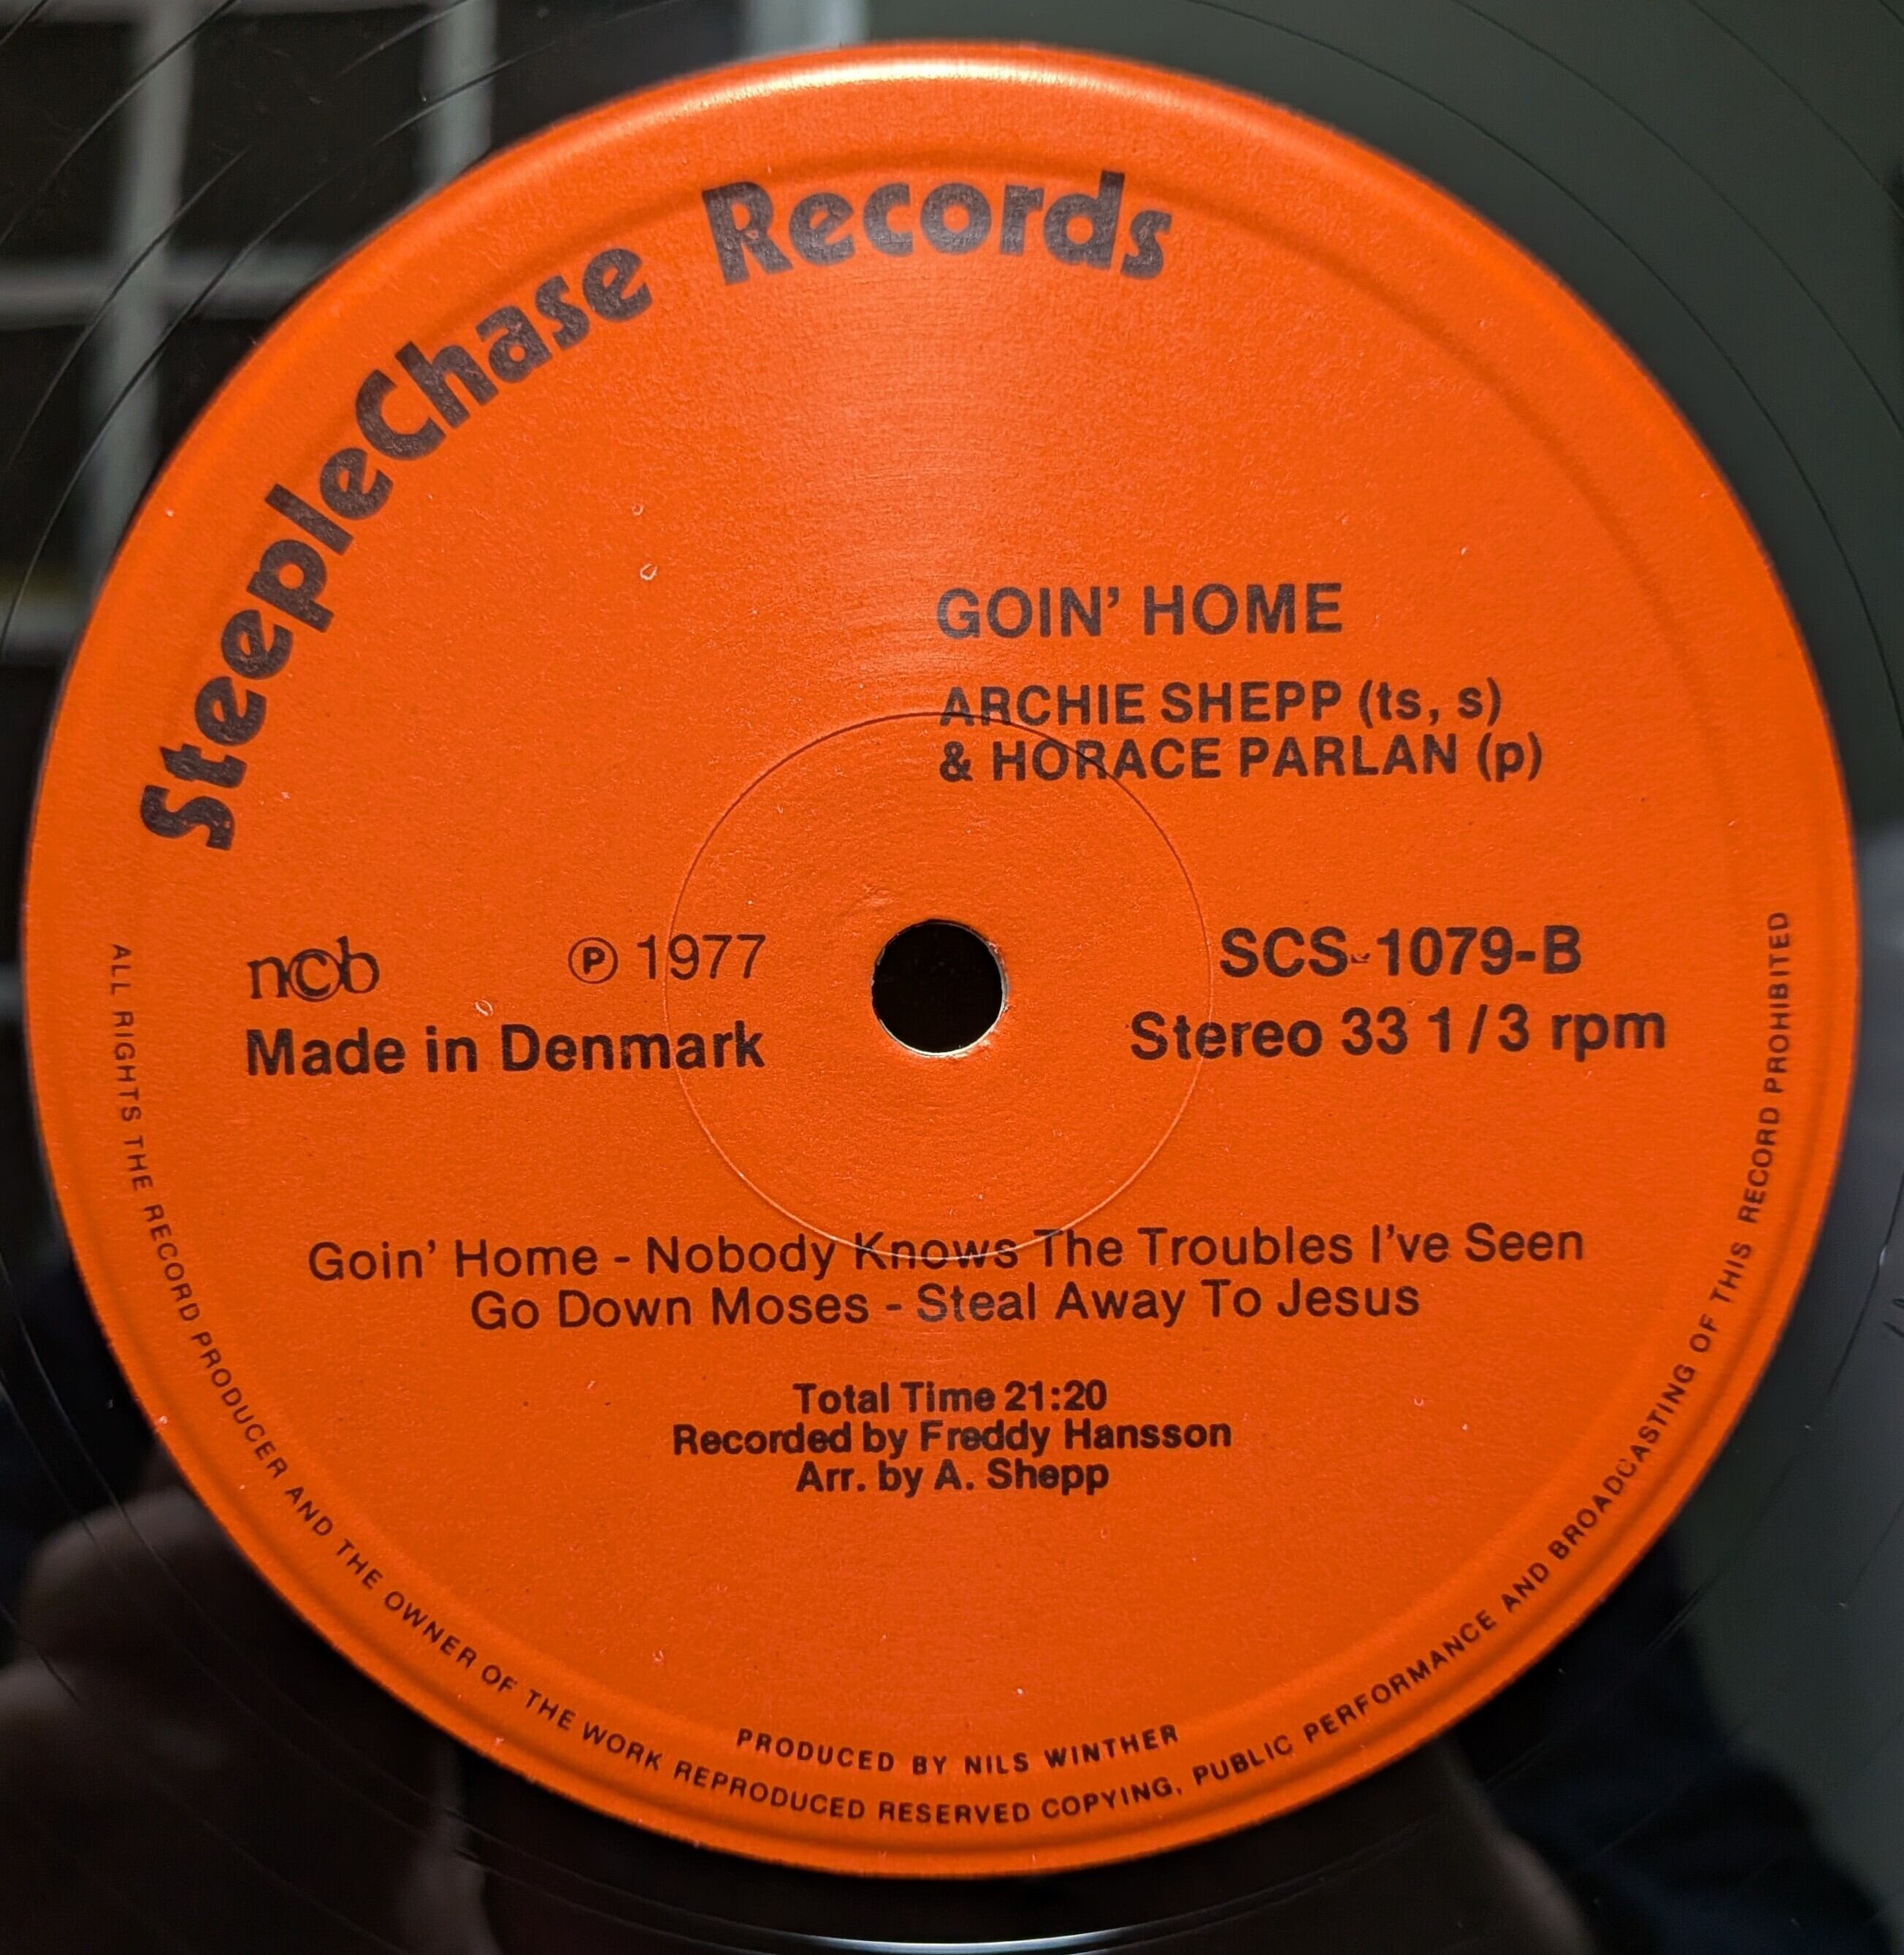 SteepleChase Records
GOIN' HOME
ARCHIE SHEPP (ts, s)
& HORACE PARLAN (p)
n©b
℗ 1977
Made in Denmark
SCS-1079-B
Stereo 33 1/3 rpm
Goin' Home - Nobody Knows The Troubles I've Seen
Go Down Moses - Steal Away To Jesus
Total Time 21:20
Recorded by Freddy Hansson
Arr. by A. Shepp
PRODUCED BY NILS WINTHER
ALL RIGHTS THE RECORD PRODUCER AND THE OWNER OF THE WORK REPRODUCED RESERVED COPYING, PUBLIC PERFORMANCE AND BROADCASTING OF THIS RECORD PROHIBITED